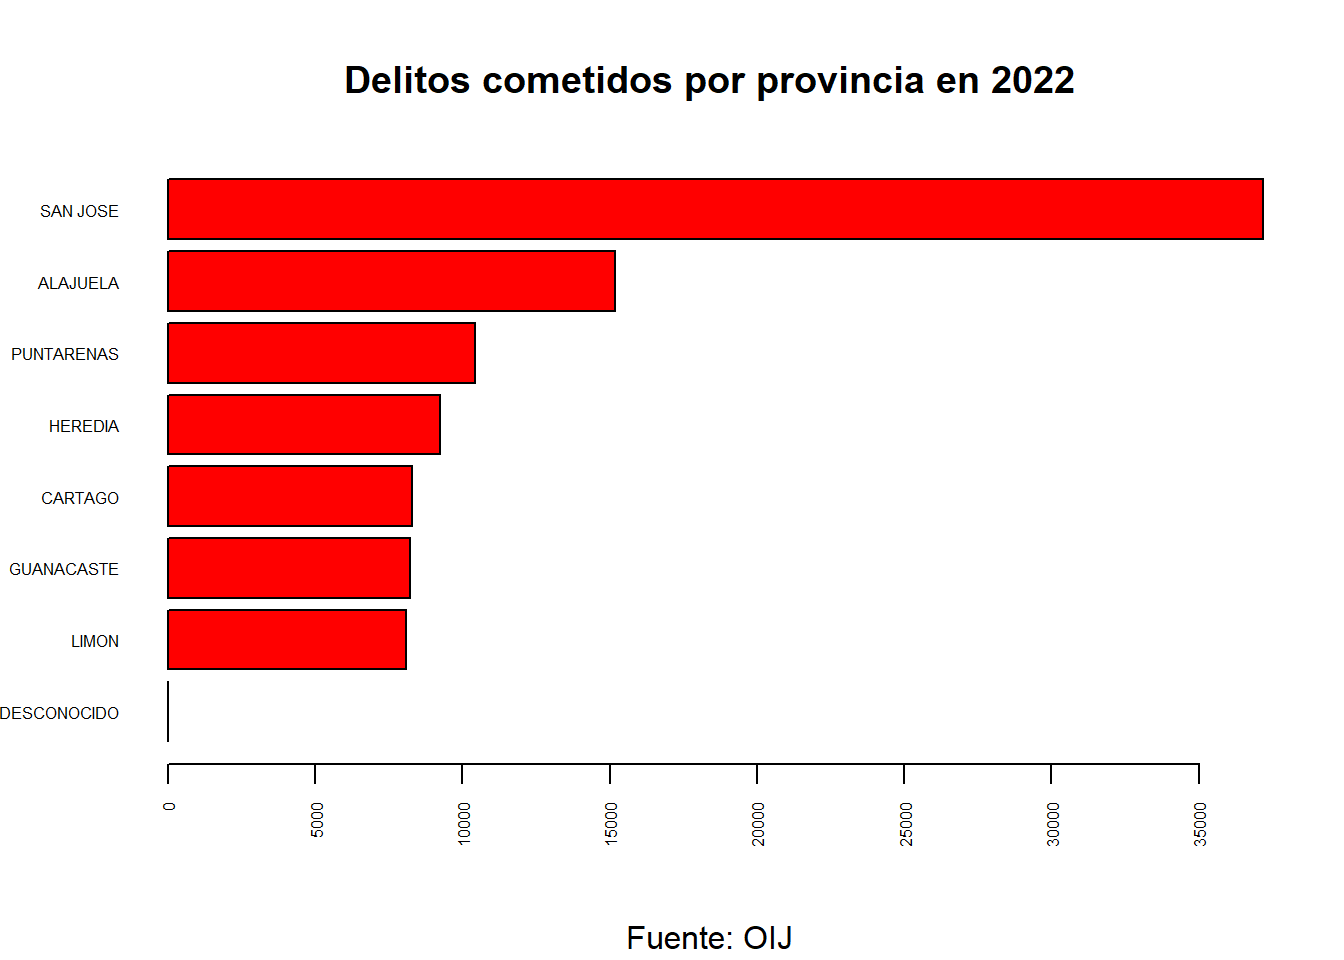 Delitos cometidos por provincia en 2022
SAN JOSE
ALAJUELA
PUNTARENAS
HEREDIA
CARTAGO
GUANACASTE
LIMON
DESCONOCIDO
0 5000 10000 15000 20000 25000 30000 35000
Fuente: OIJ